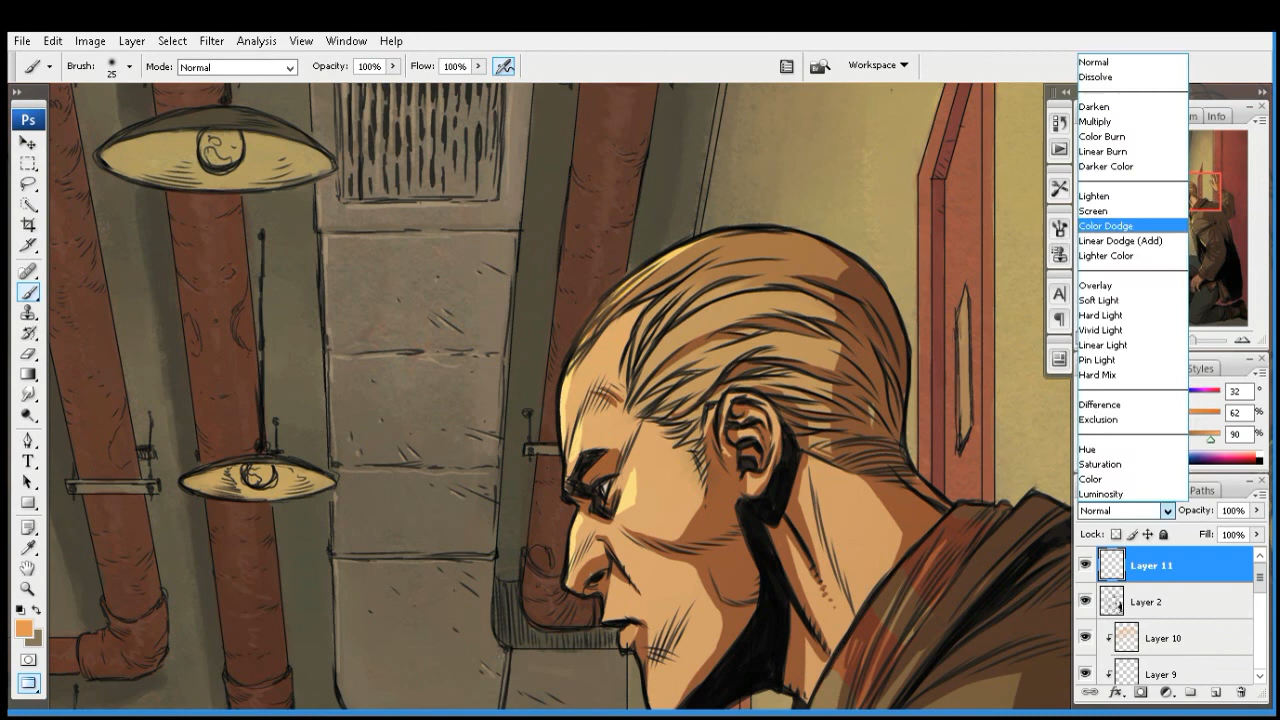 File Edit Image Layer Select Filter Analysis View Window Help
Brush: 25 Mode: Normal Opacity: 100% Flow: 100% Workspace
Ps
Info
Normal
Dissolve
Darken
Multiply
Color Burn
Linear Burn
Darker Color
Lighten
Screen
Color Dodge
Linear Dodge (Add)
Lighter Color
Overlay
Soft Light
Hard Light
Vivid Light
Linear Light
Pin Light
Hard Mix
Difference
Exclusion
Hue
Saturation
Color
Luminosity
Styles
32 °
62 %
90 %
Paths
Normal Opacity: 100%
Lock: Fill: 100%
Layer 11
Layer 2
Layer 10
Layer 9